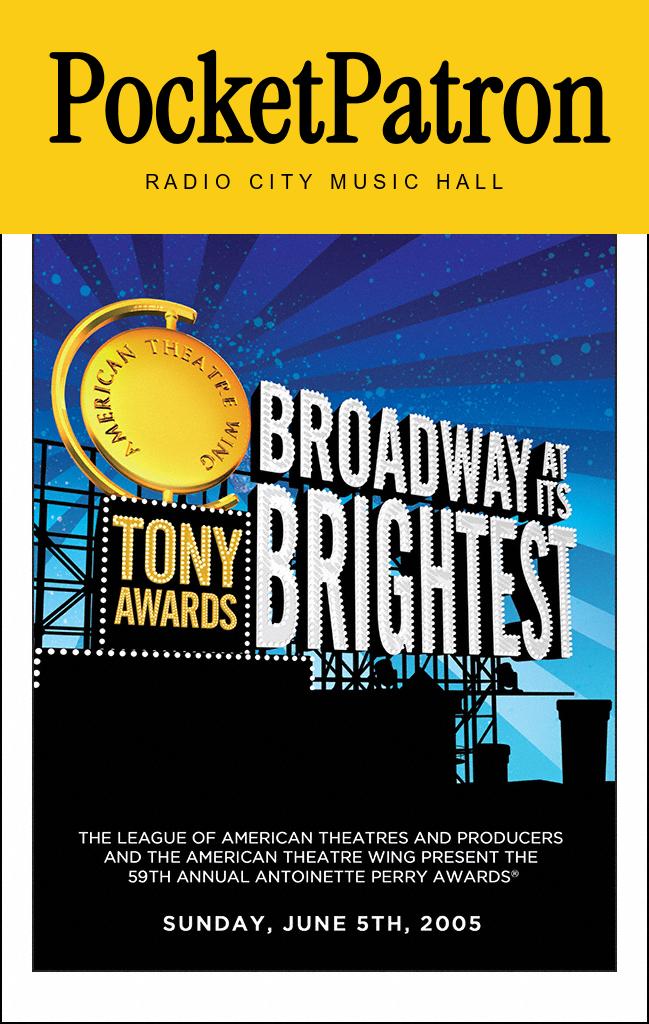 PocketPatron
RADIO CITY MUSIC HALL
AMERICAN THEATRE WING
BROADWAY AT ITS
BRIGHTEST
TONY
AWARDS
THE LEAGUE OF AMERICAN THEATRES AND PRODUCERS
AND THE AMERICAN THEATRE WING PRESENT THE
59TH ANNUAL ANTOINETTE PERRY AWARDS®
SUNDAY, JUNE 5TH, 2005